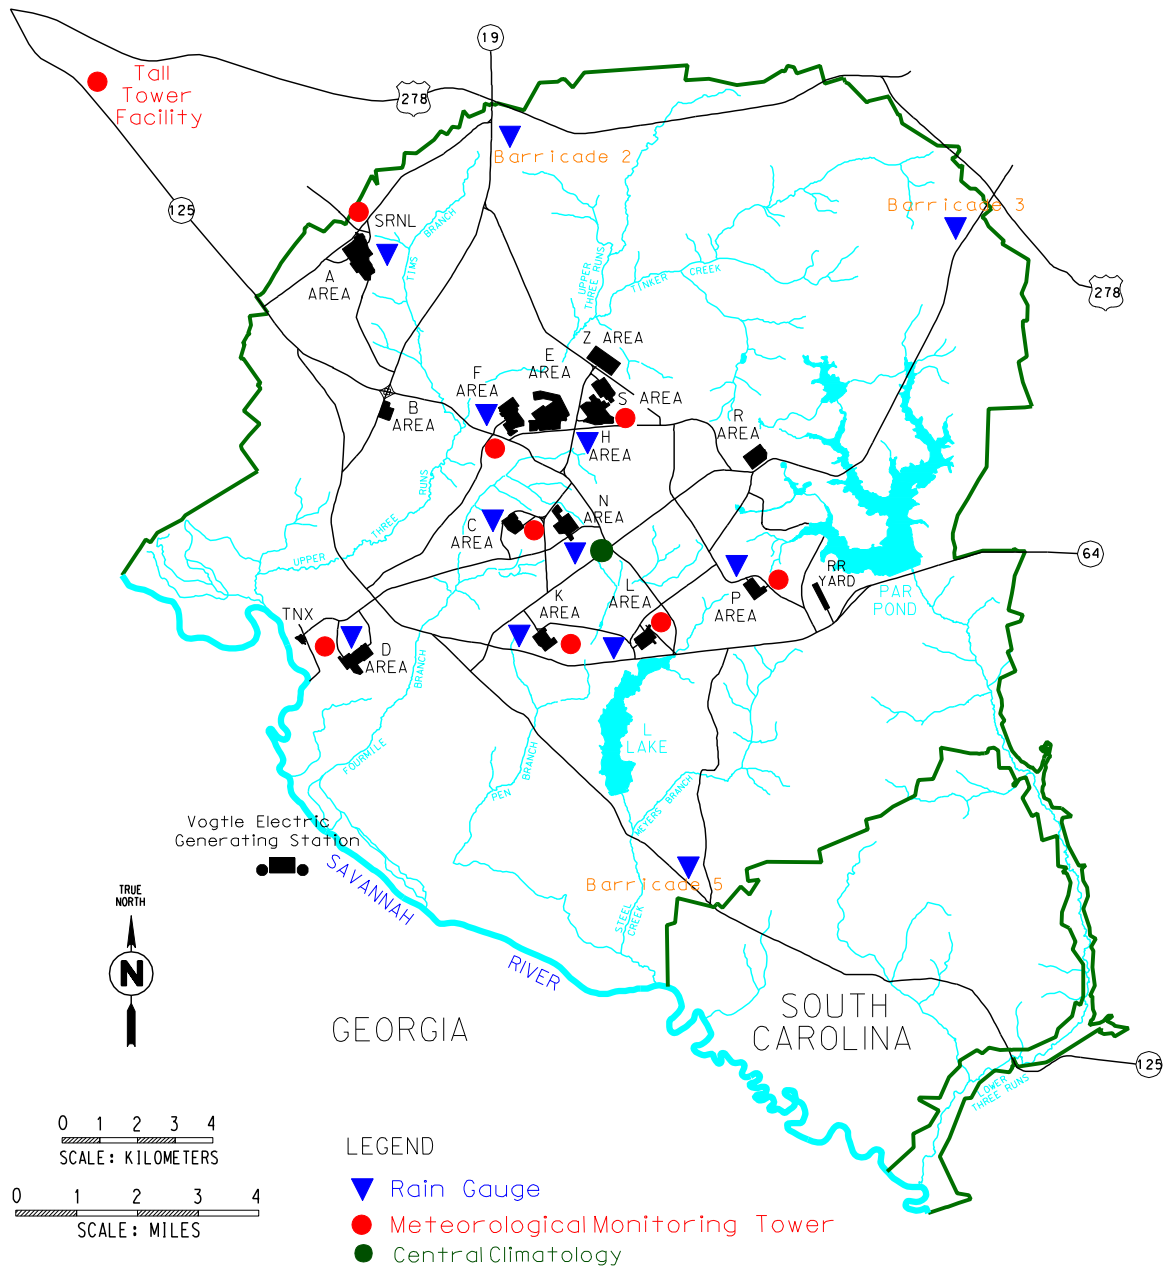 19
Tall
Tower
Facility
278
Barricade 2
125
SRNL
BRANCH
TIMS
A
AREA
Barricade 3
278
UPPER
THREE RUNS
TINKER CREEK
Z AREA
E
AREA
F
AREA
S AREA
B
AREA
H
AREA
R
AREA
RUNS
THREE
UPPER
N
AREA
C
AREA
64
RR
YARD
PAR
POND
P
AREA
L
AREA
K
AREA
TNX
D
AREA
BRANCH
FOURMILE
BRANCH
PEN
L
LAKE
MEYERS BRANCH
Vogtle Electric
Generating Station
Barricade 5
STEEL
CREEK
SAVANNAH
RIVER
TRUE
NORTH
N
GEORGIA
SOUTH
CAROLINA
125
LOWER
THREE RUNS
0 1 2 3 4
SCALE: KILOMETERS
0 1 2 3 4
SCALE: MILES
LEGEND
Rain Gauge
Meteorological Monitoring Tower
Central Climatology